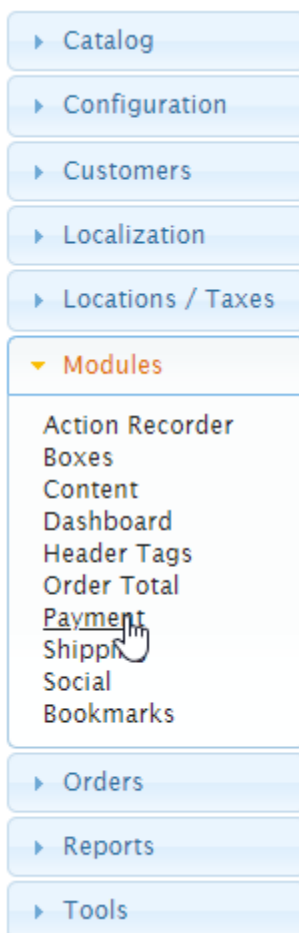 Catalog
Configuration
Customers
Localization
Locations / Taxes
Modules
Action Recorder
Boxes
Content
Dashboard
Header Tags
Order Total
Payment
Social
Bookmarks
Orders
Reports
Tools